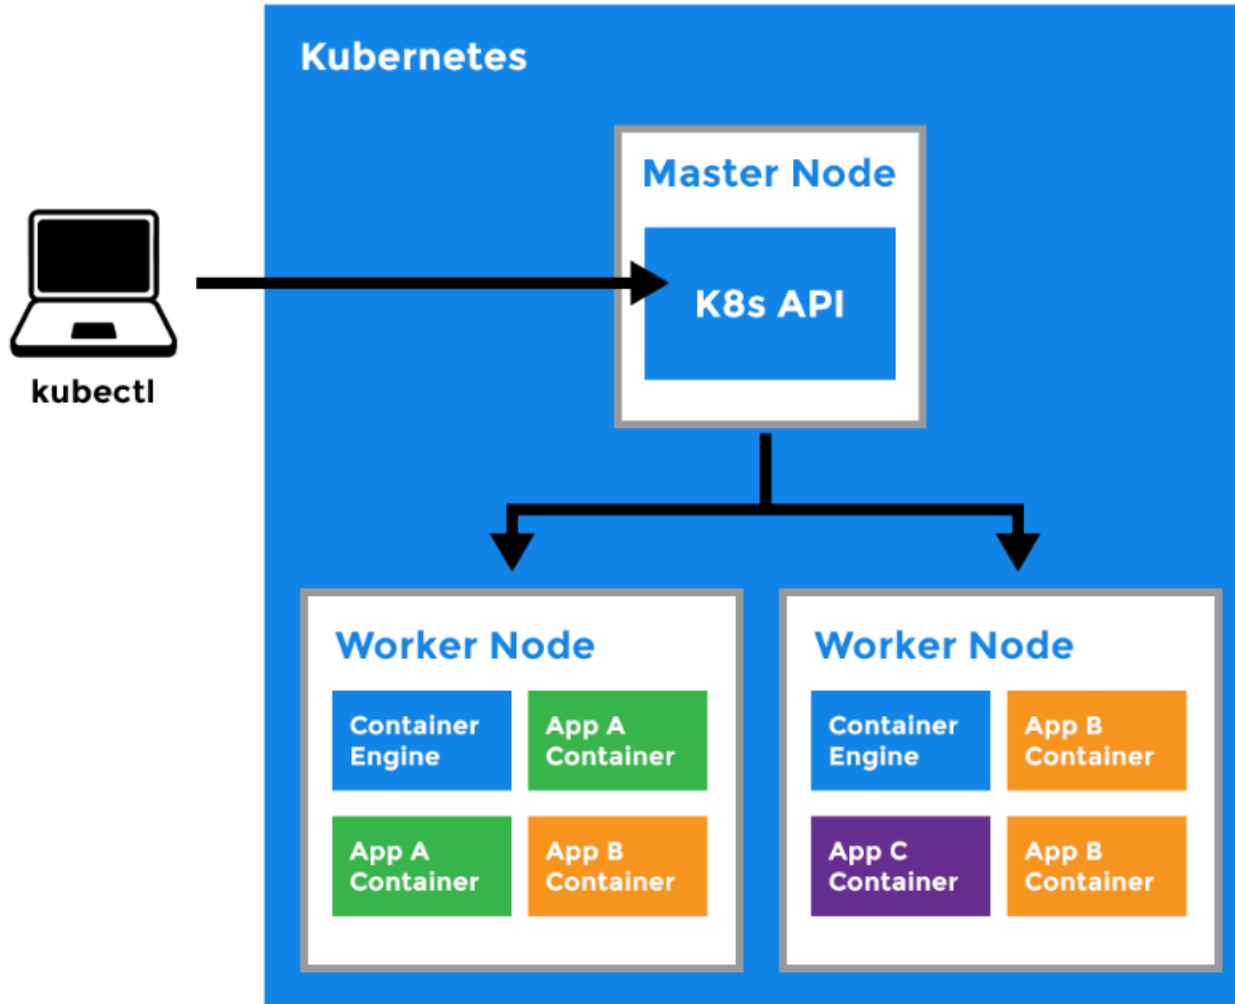 Kubernetes
Master Node
K8s API
kubectl
Worker Node
Container
Engine
App A
Container
App A
Container
App B
Container
Worker Node
Container
Engine
App B
Container
App C
Container
App B
Container